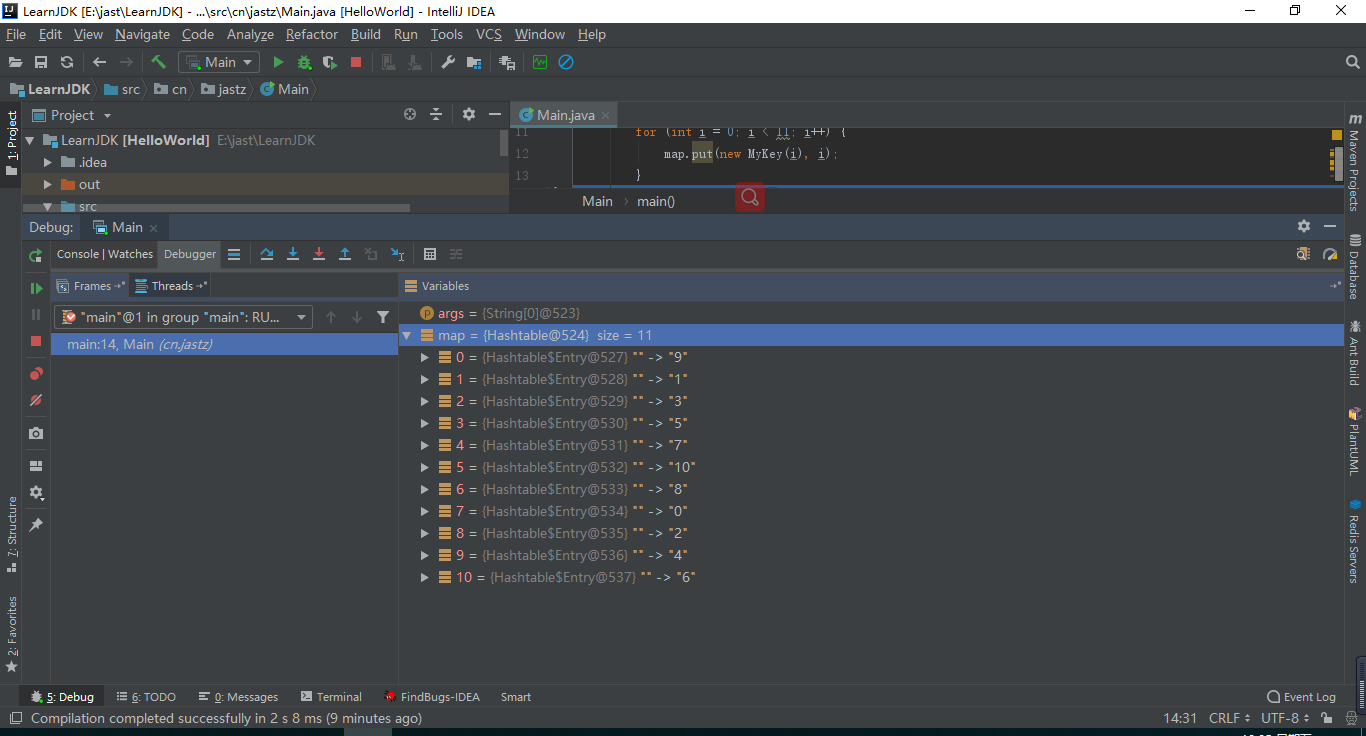 LearnJDK [E:\jast\LearnJDK] - ...\src\cn\jastz\Main.java [HelloWorld] - IntelliJ IDEA
File Edit View Navigate Code Analyze Refactor Build Run Tools VCS Window Help
Main
LearnJDK src cn jastz Main
1: Project
Project
Main.java
LearnJDK [HelloWorld] E:\jast\LearnJDK
.idea
out
src
11 for (int i = 0; i < 11; i++) {
12 map.put(new MyKey(i), i);
13 }
Main › main()
Maven Projects
Database
Ant Build
PlantUML
Redis Servers
Debug: Main
Console | Watches Debugger
Frames Threads
"main"@1 in group "main": RU...
main:14, Main (cn.jastz)
Variables
args = {String[0]@523}
map = {Hashtable@524} size = 11
0 = {Hashtable$Entry@527} "" -> "9"
1 = {Hashtable$Entry@528} "" -> "1"
2 = {Hashtable$Entry@529} "" -> "3"
3 = {Hashtable$Entry@530} "" -> "5"
4 = {Hashtable$Entry@531} "" -> "7"
5 = {Hashtable$Entry@532} "" -> "10"
6 = {Hashtable$Entry@533} "" -> "8"
7 = {Hashtable$Entry@534} "" -> "0"
8 = {Hashtable$Entry@535} "" -> "2"
9 = {Hashtable$Entry@536} "" -> "4"
10 = {Hashtable$Entry@537} "" -> "6"
7: Structure
2: Favorites
5: Debug 6: TODO 0: Messages Terminal FindBugs-IDEA Smart Event Log
Compilation completed successfully in 2 s 8 ms (9 minutes ago) 14:31 CRLF UTF-8